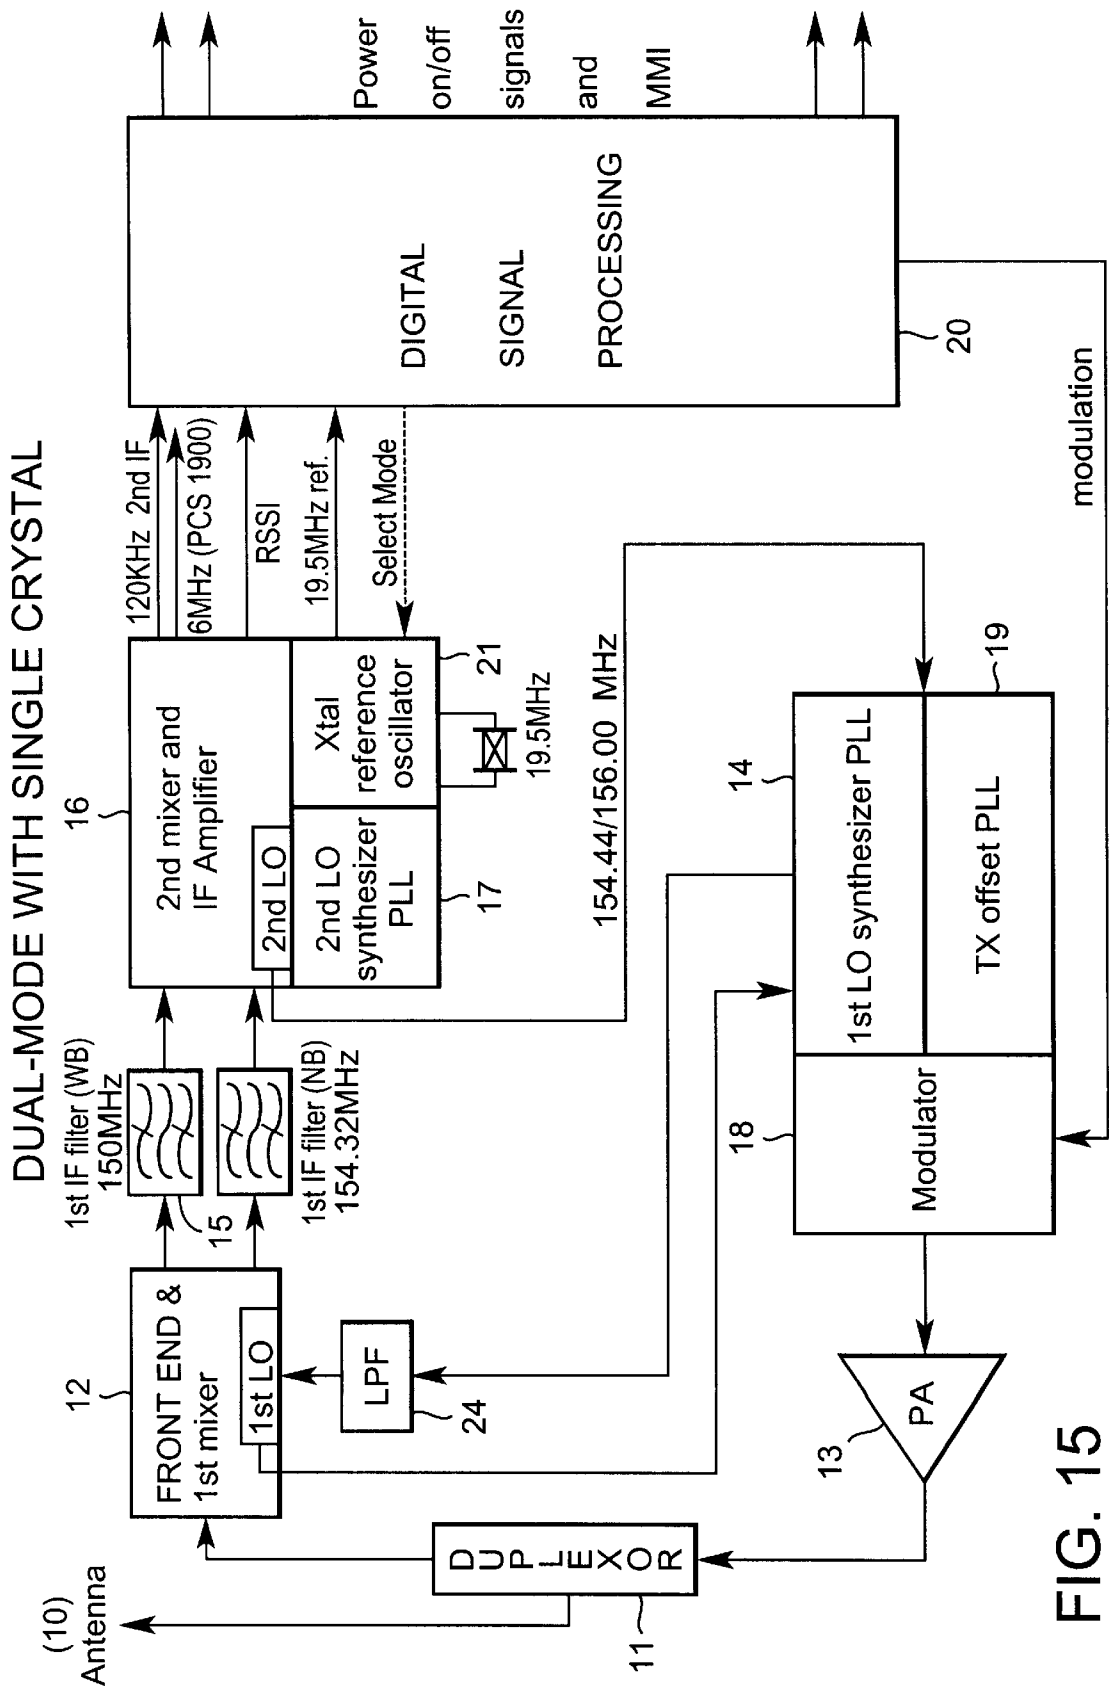 DUAL-MODE WITH SINGLE CRYSTAL
(10)
Antenna
12
FRONT END &
1st mixer
1st LO
1st IF filter (WB)
150MHz
15
1st IF filter (NB)
154.32MHz
16
2nd mixer and
IF Amplifier
2nd LO
2nd LO
synthesizer
PLL
17
Xtal
reference
oscillator
21
19.5MHz
120KHz 2nd IF
6MHz (PCS 1900)
RSSI
19.5MHz ref.
Select Mode
DIGITAL
SIGNAL
PROCESSING
20
Power
on/off
signals
and
MMI
LPF
24
DUPLEXOR
11
154.44/156.00 MHz
14
1st LO synthesizer PLL
TX offset PLL
19
18
Modulator
modulation
13
PA
FIG. 15